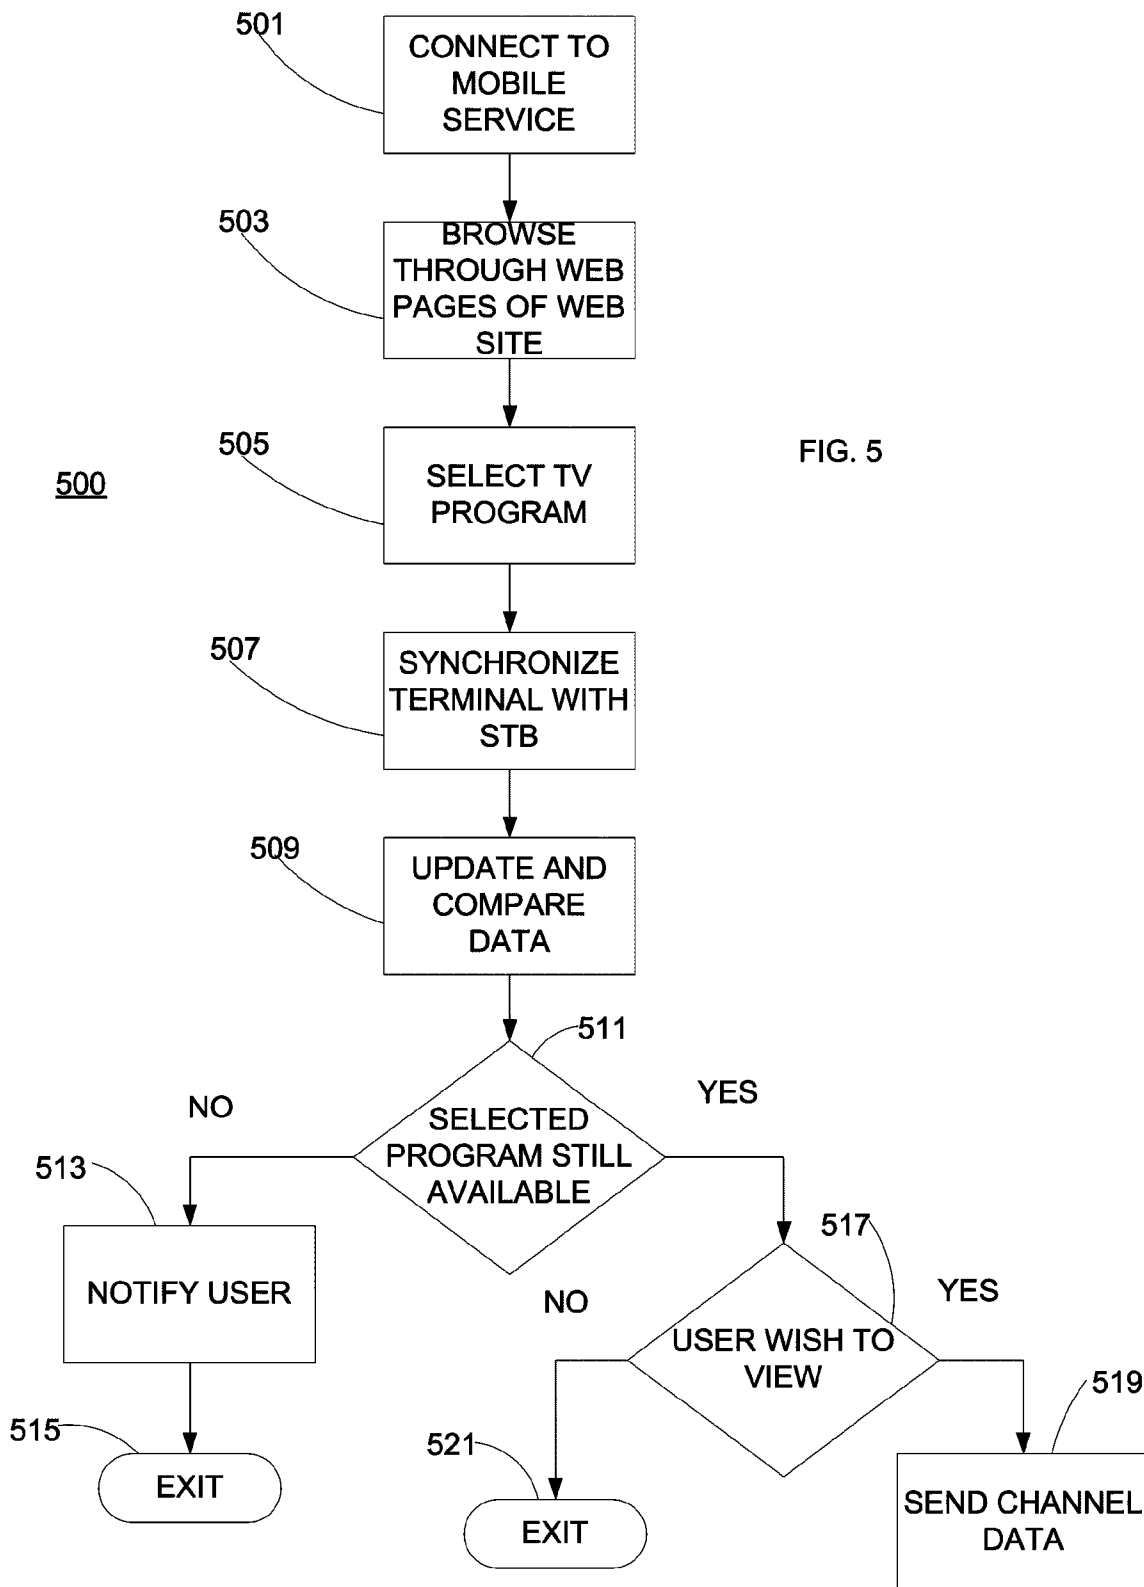 501
CONNECT TO
MOBILE
SERVICE
503
BROWSE
THROUGH WEB
PAGES OF WEB
SITE
505
SELECT TV
PROGRAM
FIG. 5
500
507
SYNCHRONIZE
TERMINAL WITH
STB
509
UPDATE AND
COMPARE
DATA
511
NO
YES
SELECTED
PROGRAM STILL
AVAILABLE
513
NOTIFY USER
517
NO
YES
USER WISH TO
VIEW
515
EXIT
521
EXIT
519
SEND CHANNEL
DATA